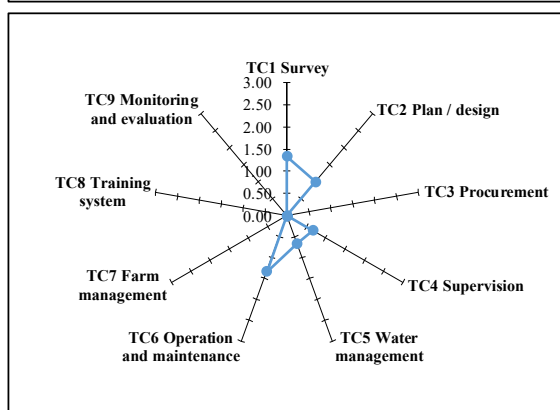 TC1 Survey
3.00
2.50
2.00
1.50
1.00
0.50
0.00
TC2 Plan / design
TC3 Procurement
TC4 Supervision
TC5 Water
management
TC6 Operation
and maintenance
TC7 Farm
management
TC8 Training
system
TC9 Monitoring
and evaluation